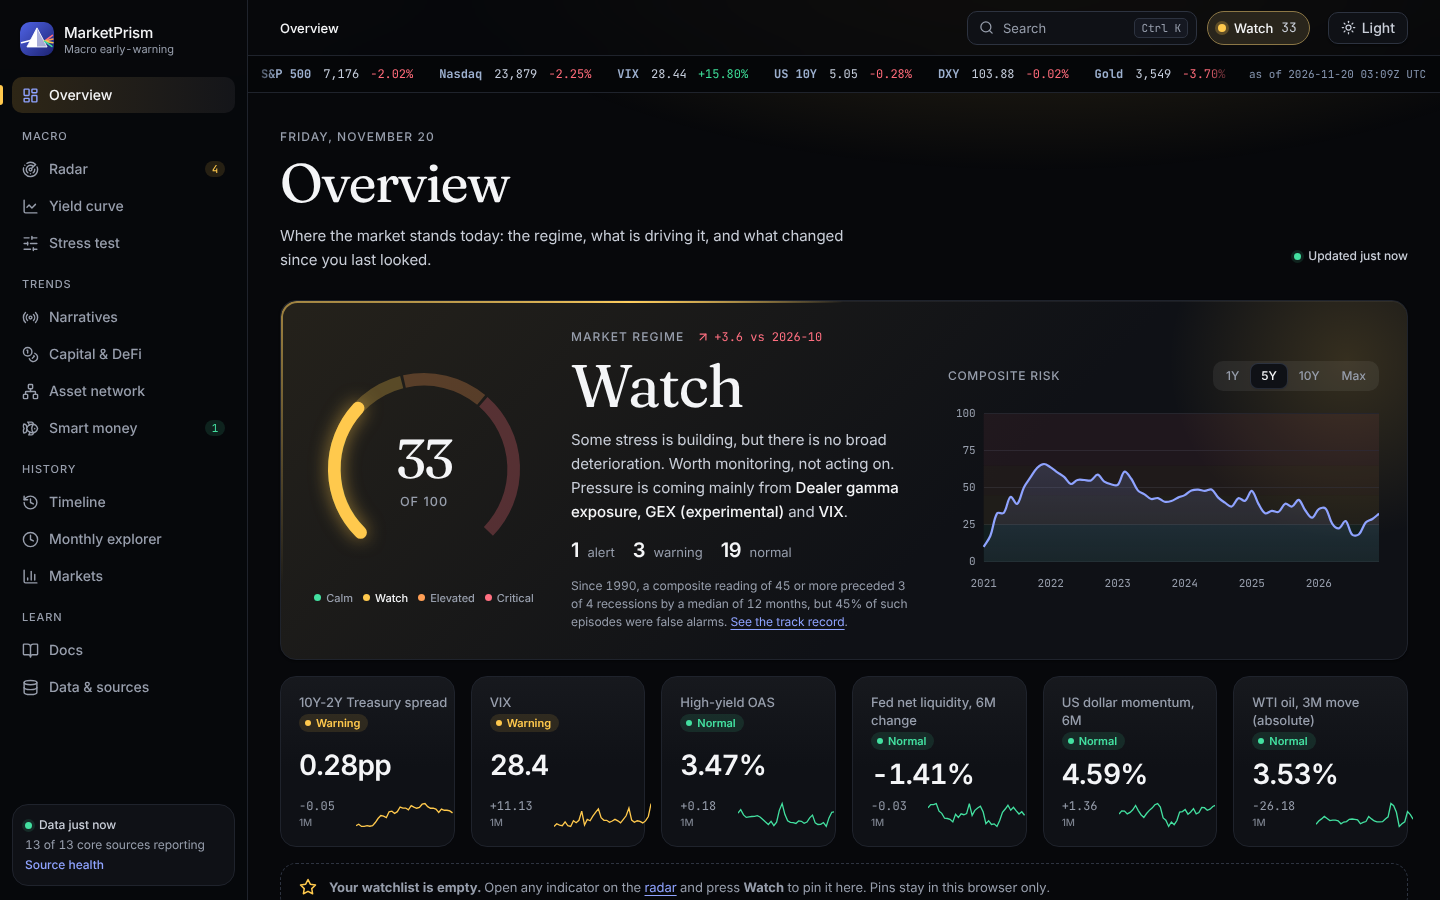 MarketPrism
Macro early-warning
Overview
MACRO
Radar 4
Yield curve
Stress test
TRENDS
Narratives
Capital & DeFi
Asset network
Smart money 1
HISTORY
Timeline
Monthly explorer
Markets
LEARN
Docs
Data & sources
Data just now
13 of 13 core sources reporting
Source health
Overview
Search Ctrl K
Watch 33
Light
S&P 500 7,176 -2.02% Nasdaq 23,879 -2.25% VIX 28.44 +15.80% US 10Y 5.05 -0.28% DXY 103.88 -0.02% Gold 3,549 -3.70% as of 2026-11-20 03:09Z UTC
FRIDAY, NOVEMBER 20
Overview
Where the market stands today: the regime, what is driving it, and what changed
since you last looked.
Updated just now
33
OF 100
Calm Watch Elevated Critical
MARKET REGIME ↗ +3.6 vs 2026-10
Watch
Some stress is building, but there is no broad
deterioration. Worth monitoring, not acting on.
Pressure is coming mainly from Dealer gamma
exposure, GEX (experimental) and VIX.
1 alert 3 warning 19 normal
Since 1990, a composite reading of 45 or more preceded 3
of 4 recessions by a median of 12 months, but 45% of such
episodes were false alarms. See the track record.
COMPOSITE RISK
1Y 5Y 10Y Max
100
75
50
25
0
2021 2022 2023 2024 2025 2026
10Y-2Y Treasury spread
Warning
0.28pp
-0.05
1M
VIX
Warning
28.4
+11.13
1M
High-yield OAS
Normal
3.47%
+0.18
1M
Fed net liquidity, 6M
change
Normal
-1.41%
-0.03
1M
US dollar momentum,
6M
Normal
4.59%
+1.36
1M
WTI oil, 3M move
(absolute)
Normal
3.53%
-26.18
1M
Your watchlist is empty. Open any indicator on the radar and press Watch to pin it here. Pins stay in this browser only.